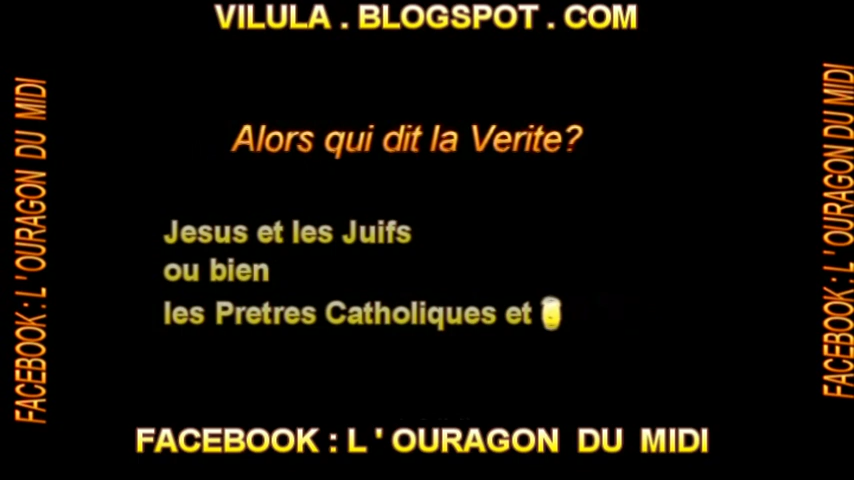 VILULA . BLOGSPOT . COM
FACEBOOK : L ' OURAGON DU MIDI
Alors qui dit la Verite?
Jesus et les Juifs
ou bien
les Pretres Catholiques et
FACEBOOK : L ' OURAGON DU MIDI
FACEBOOK : L ' OURAGON DU MIDI